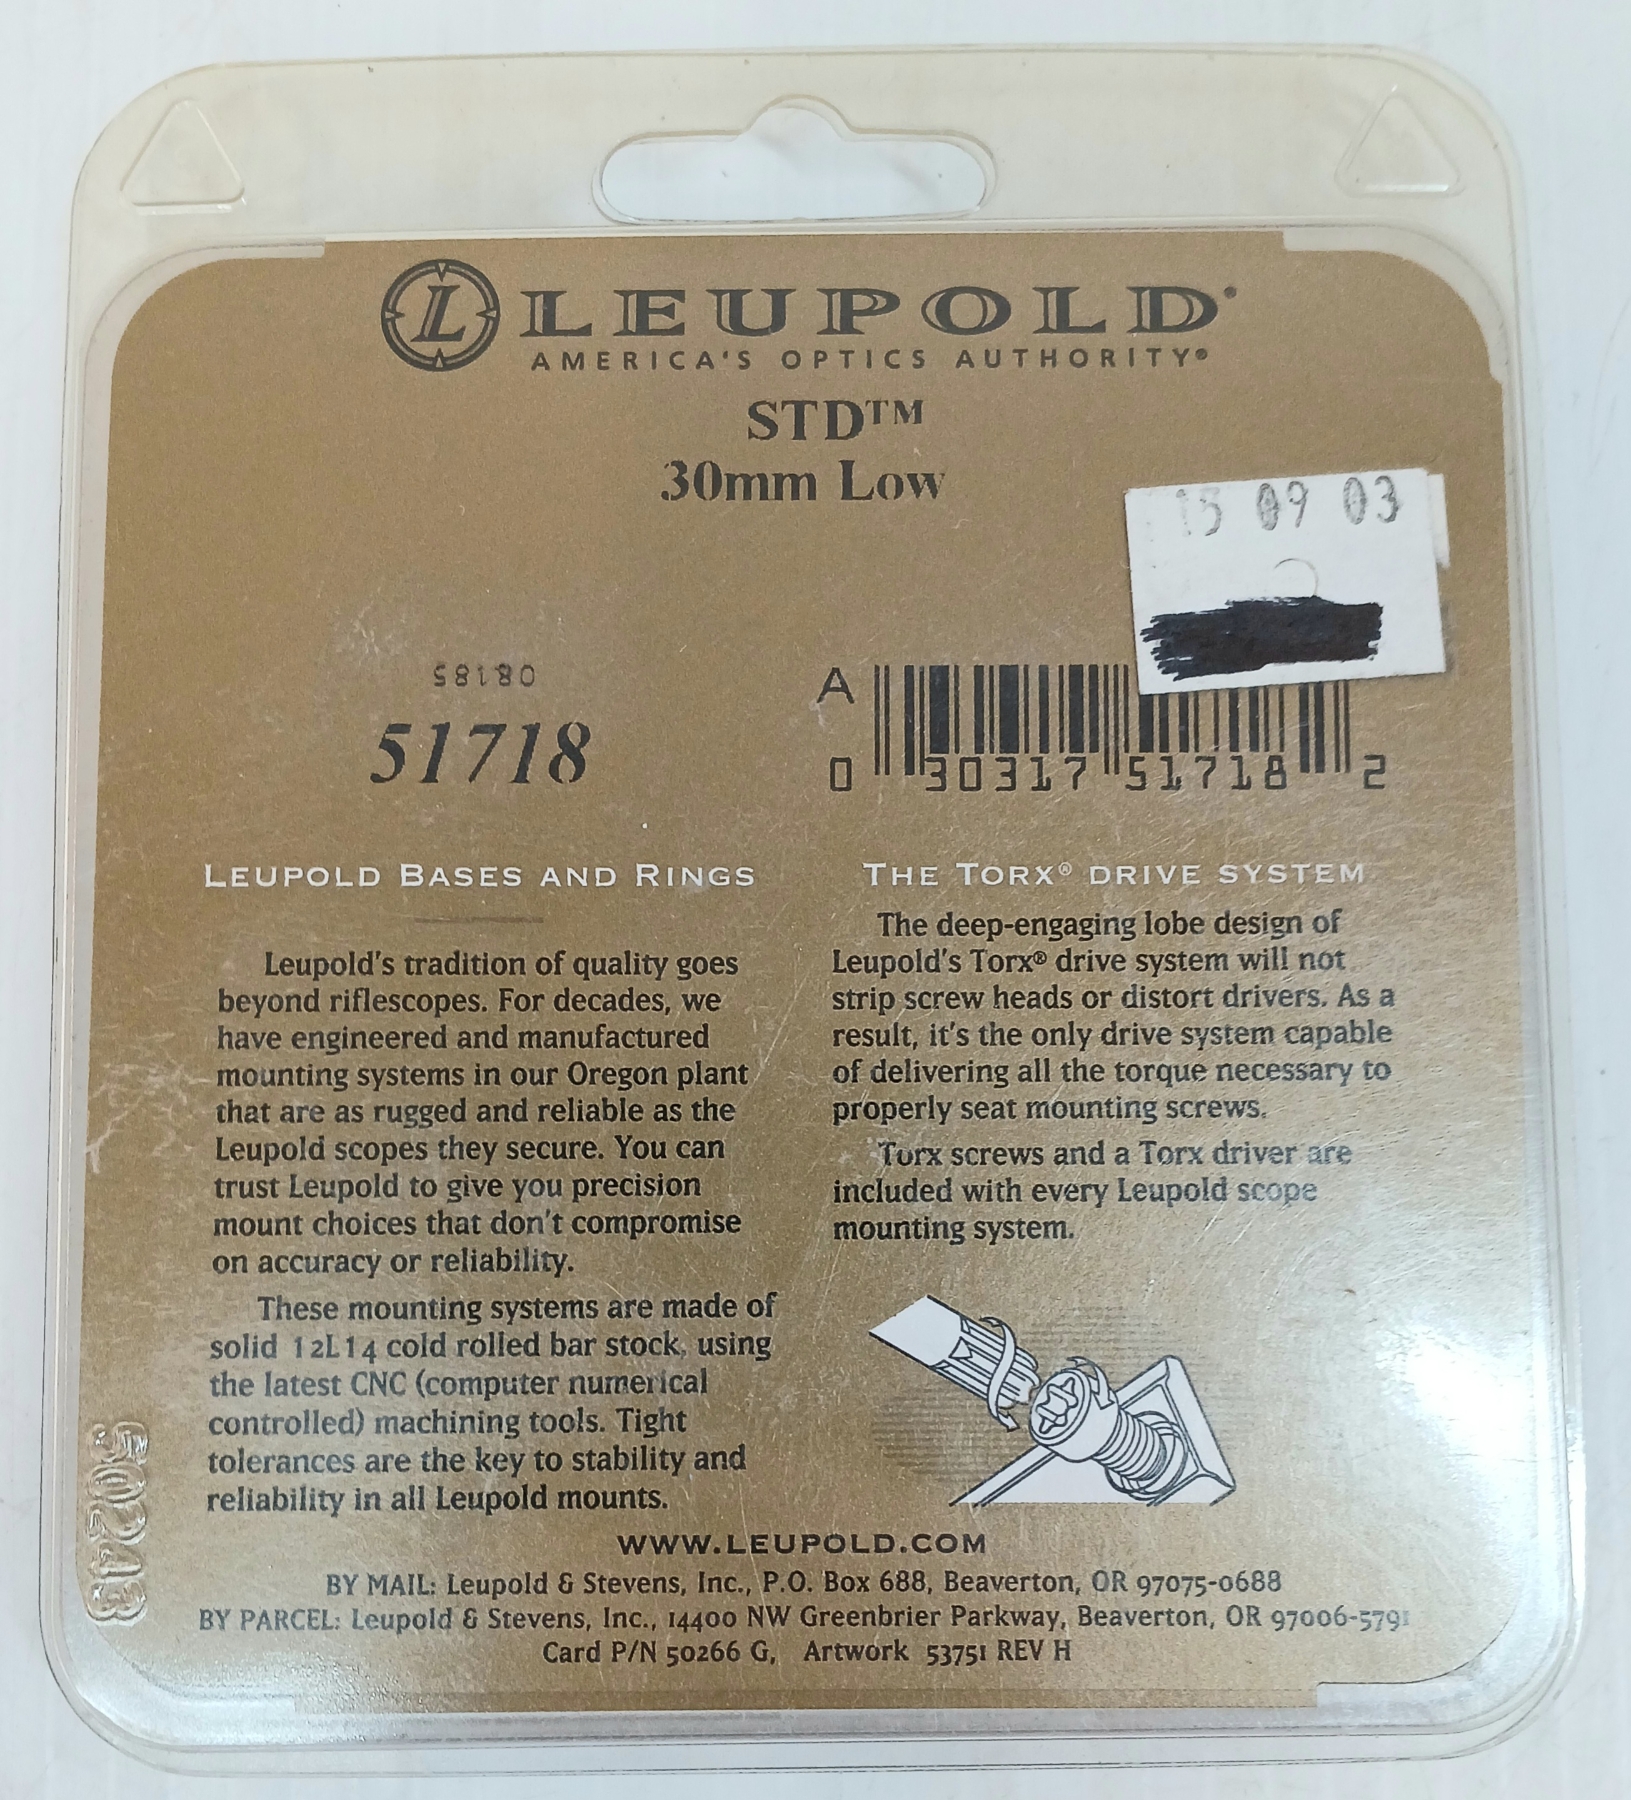 L LEUPOLD®
AMERICA'S OPTICS AUTHORITY®
STD™
30mm Low
15 09 03
08185
51718
A
0 30317 51718 2
LEUPOLD BASES AND RINGS
Leupold's tradition of quality goes
beyond riflescopes. For decades, we
have engineered and manufactured
mounting systems in our Oregon plant
that are as rugged and reliable as the
Leupold scopes they secure. You can
trust Leupold to give you precision
mount choices that don't compromise
on accuracy or reliability.
These mounting systems are made of
solid 12L14 cold rolled bar stock, using
the latest CNC (computer numerical
controlled) machining tools. Tight
tolerances are the key to stability and
reliability in all Leupold mounts.
THE TORX® DRIVE SYSTEM
The deep-engaging lobe design of
Leupold's Torx® drive system will not
strip screw heads or distort drivers. As a
result, it's the only drive system capable
of delivering all the torque necessary to
properly seat mounting screws.
Torx screws and a Torx driver are
included with every Leupold scope
mounting system.
WWW.LEUPOLD.COM
BY MAIL: Leupold & Stevens, Inc., P.O. Box 688, Beaverton, OR 97075-0688
BY PARCEL: Leupold & Stevens, Inc., 14400 NW Greenbrier Parkway, Beaverton, OR 97006-5791
Card P/N 50266 G, Artwork 53751 REV H
50243